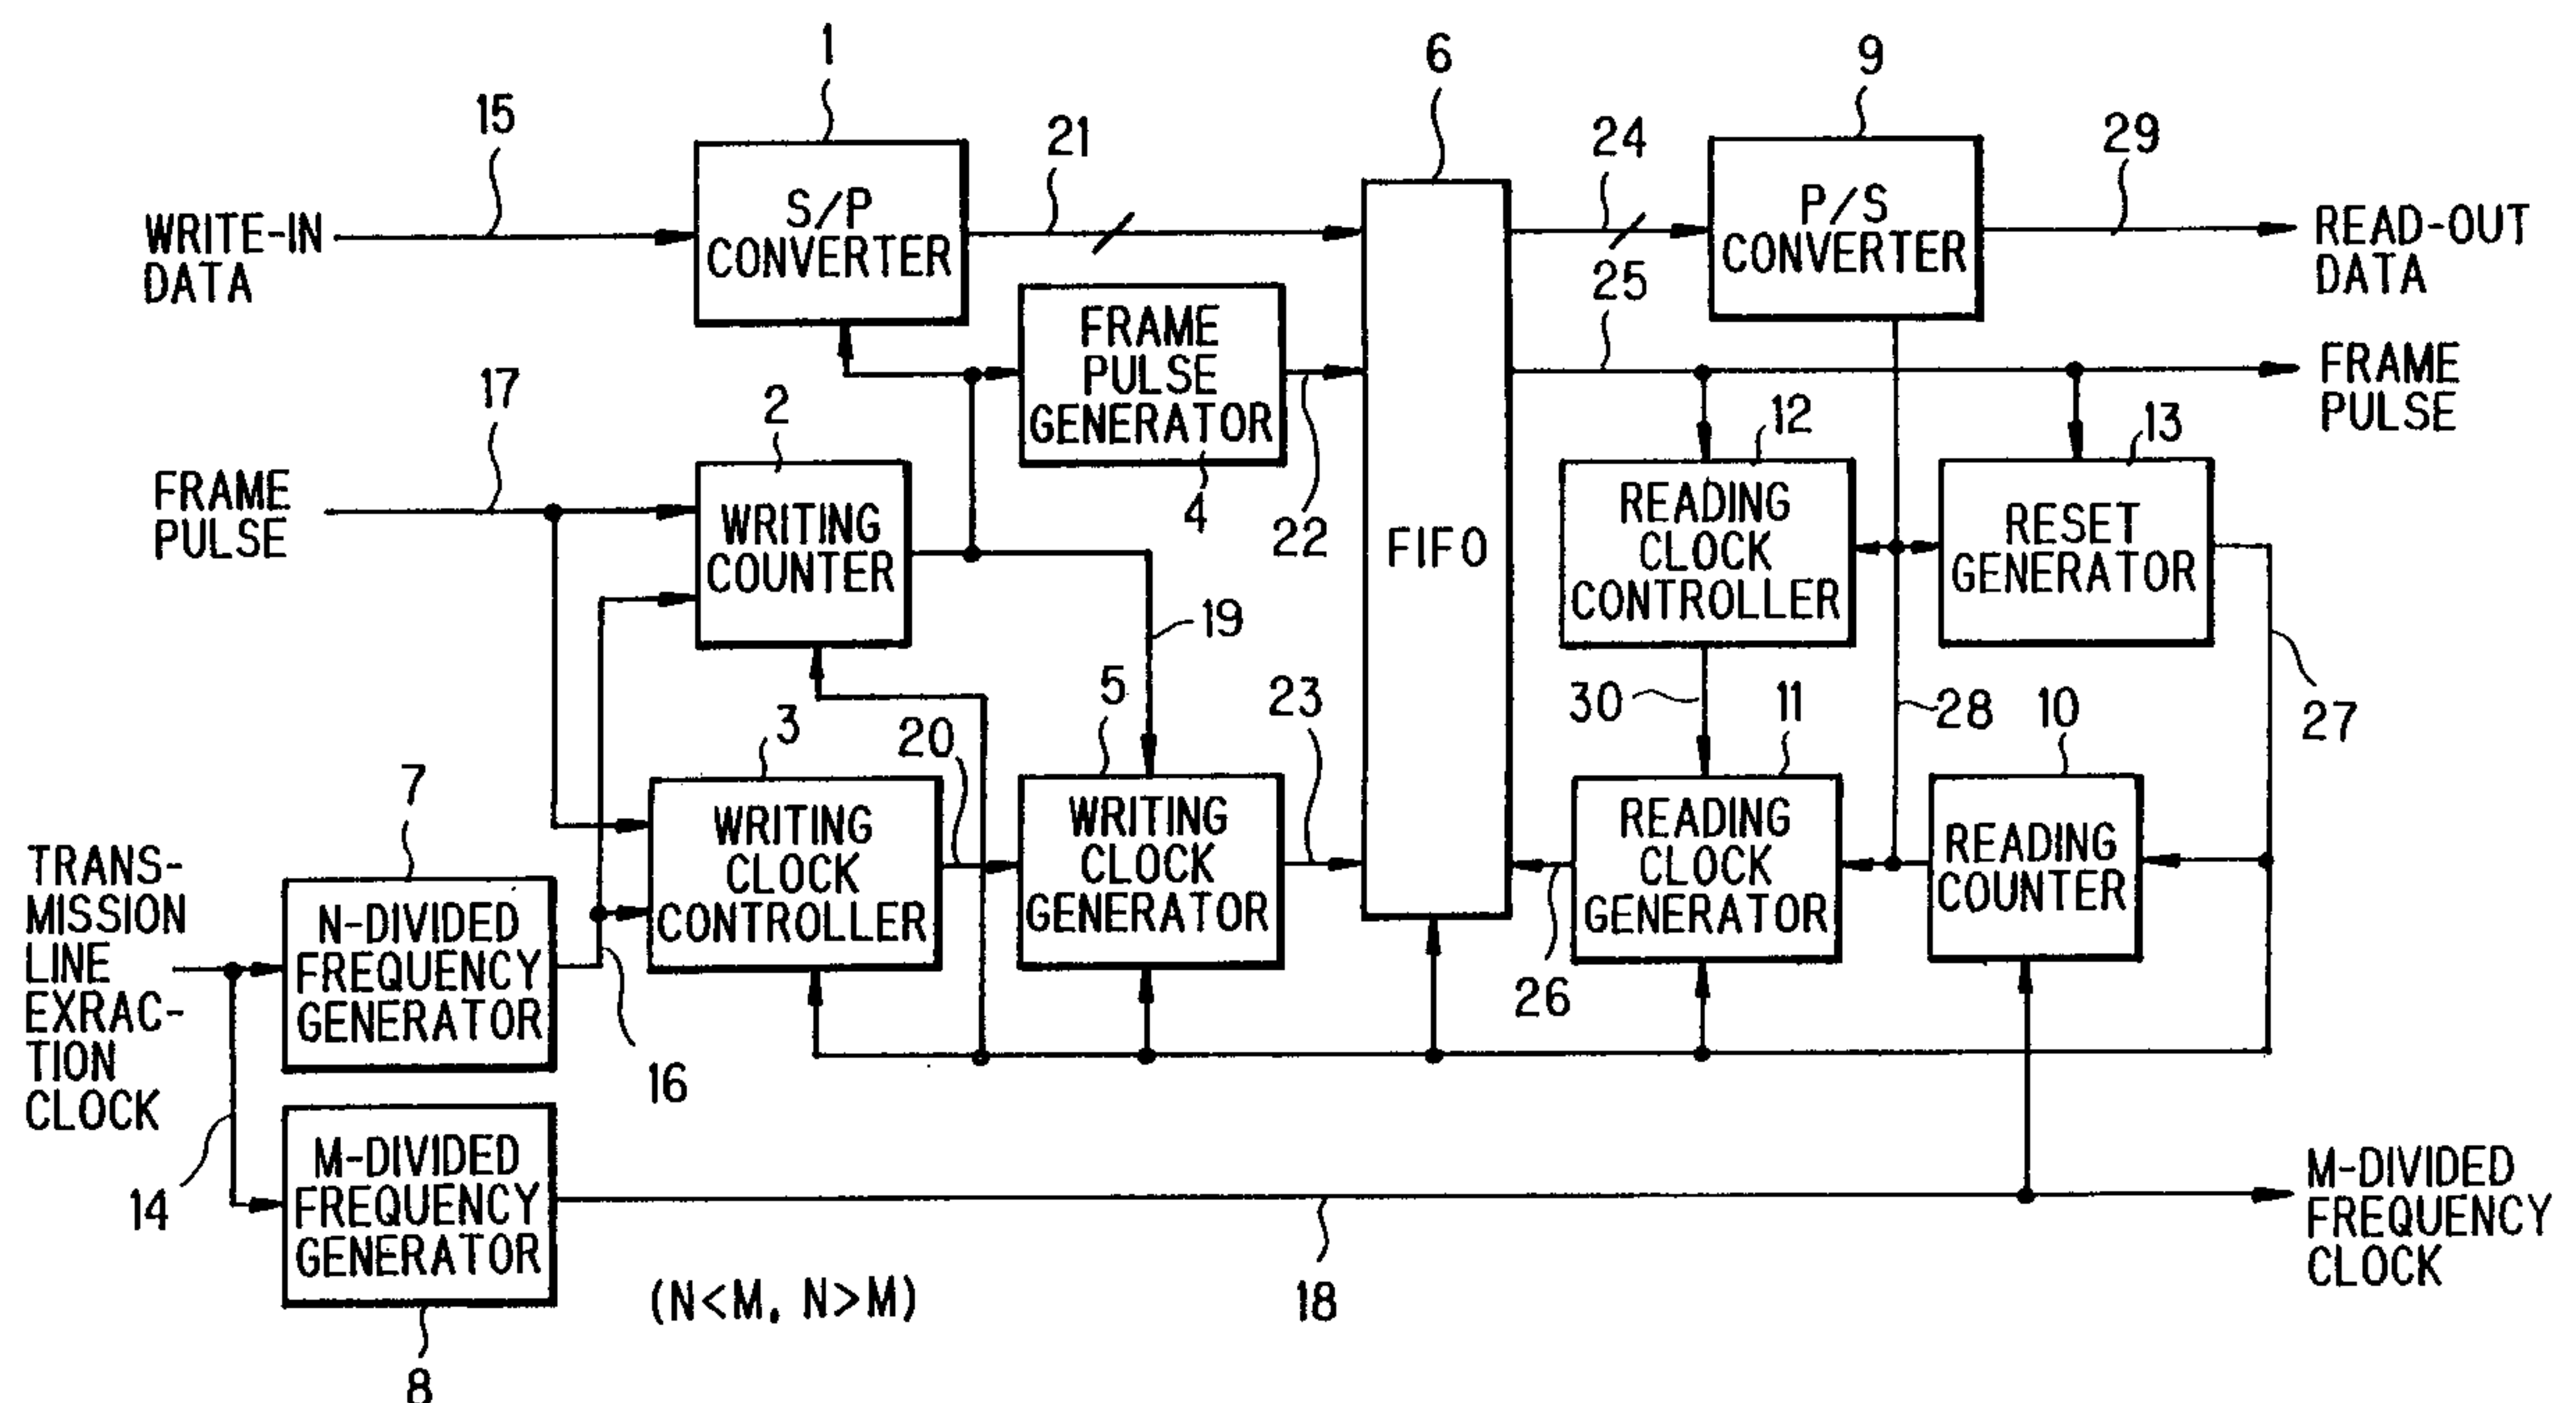 1
6
9
15
21
24
29
S/P
CONVERTER
P/S
CONVERTER
WRITE-IN
DATA
READ-OUT
DATA
25
FRAME
PULSE
GENERATOR
4
22
FRAME
PULSE
17
2
12
13
FRAME
PULSE
WRITING
COUNTER
FIFO
READING
CLOCK
CONTROLLER
RESET
GENERATOR
19
27
5
23
30
11
28
10
3
20
7
WRITING
CLOCK
CONTROLLER
WRITING
CLOCK
GENERATOR
READING
CLOCK
GENERATOR
READING
COUNTER
TRANS-
MISSION
LINE
EXRAC-
TION
CLOCK
N-DIVIDED
FREQUENCY
GENERATOR
16
26
14
M-DIVIDED
FREQUENCY
GENERATOR
8
(N<M, N>M)
18
M-DIVIDED
FREQUENCY
CLOCK